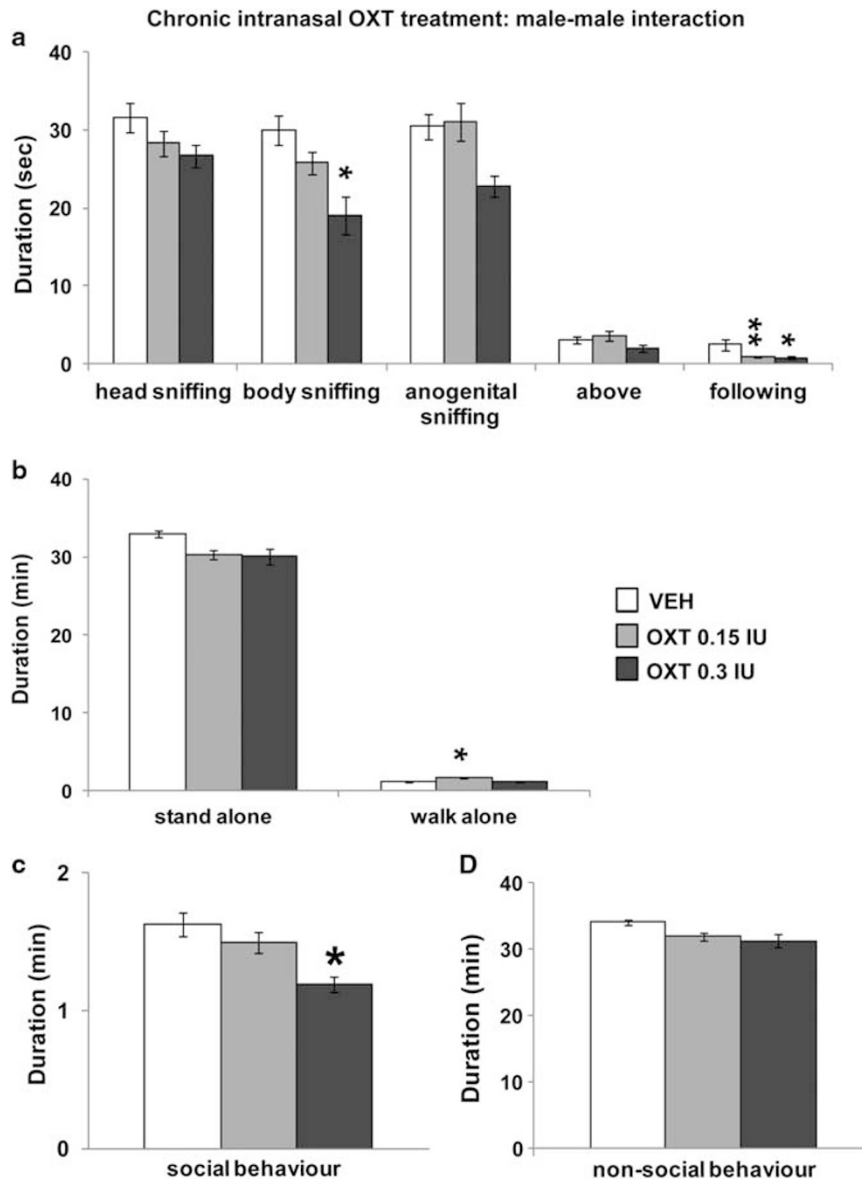 Chronic intranasal OXT treatment: male-male interaction
a
40
30
20
10
0
Duration (sec)
*
**
*
head sniffing
body sniffing
anogenital
sniffing
above
following
b
40
30
20
10
0
Duration (min)
*
stand alone
walk alone
VEH
OXT 0.15 IU
OXT 0.3 IU
c
2
1
0
Duration (min)
*
social behaviour
D
40
30
20
10
0
Duration (min)
non-social behaviour